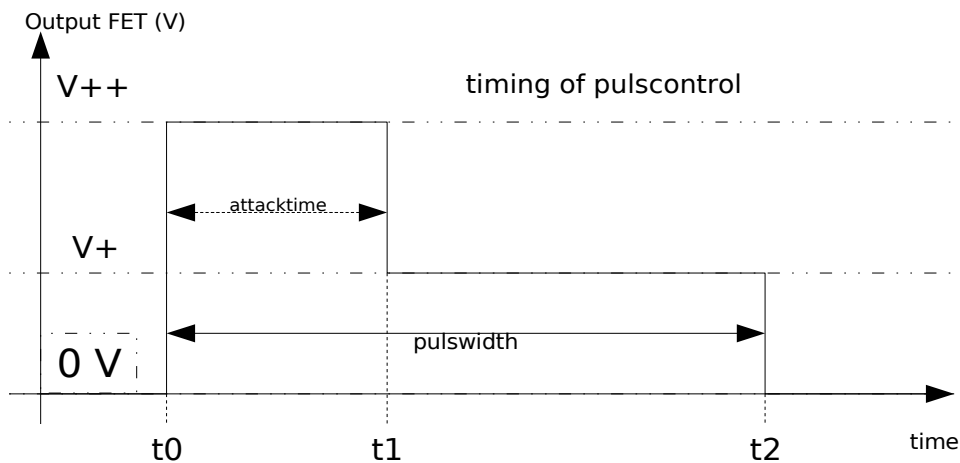 Output FET (V)
V++
timing of pulscontrol
attacktime
V+
pulswidth
0 V
t0
t1
t2
time